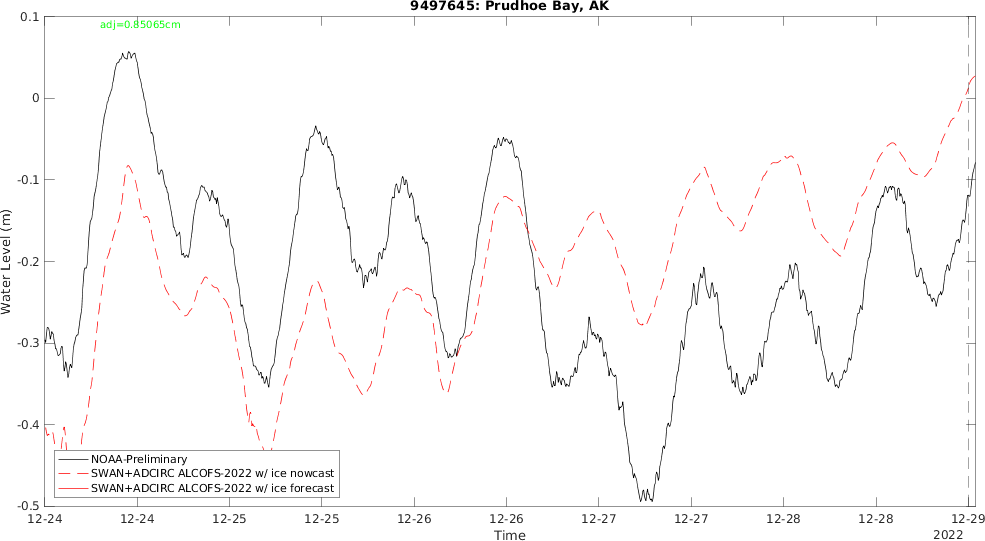 9497645: Prudhoe Bay, AK
adj=0.85065cm
0.1
0
-0.1
-0.2
-0.3
-0.4
-0.5
Water Level (m)
NOAA-Preliminary
SWAN+ADCIRC ALCOFS-2022 w/ ice nowcast
SWAN+ADCIRC ALCOFS-2022 w/ ice forecast
12-24 12-24 12-25 12-25 12-26 12-26 12-27 12-27 12-28 12-28 12-29
Time
2022